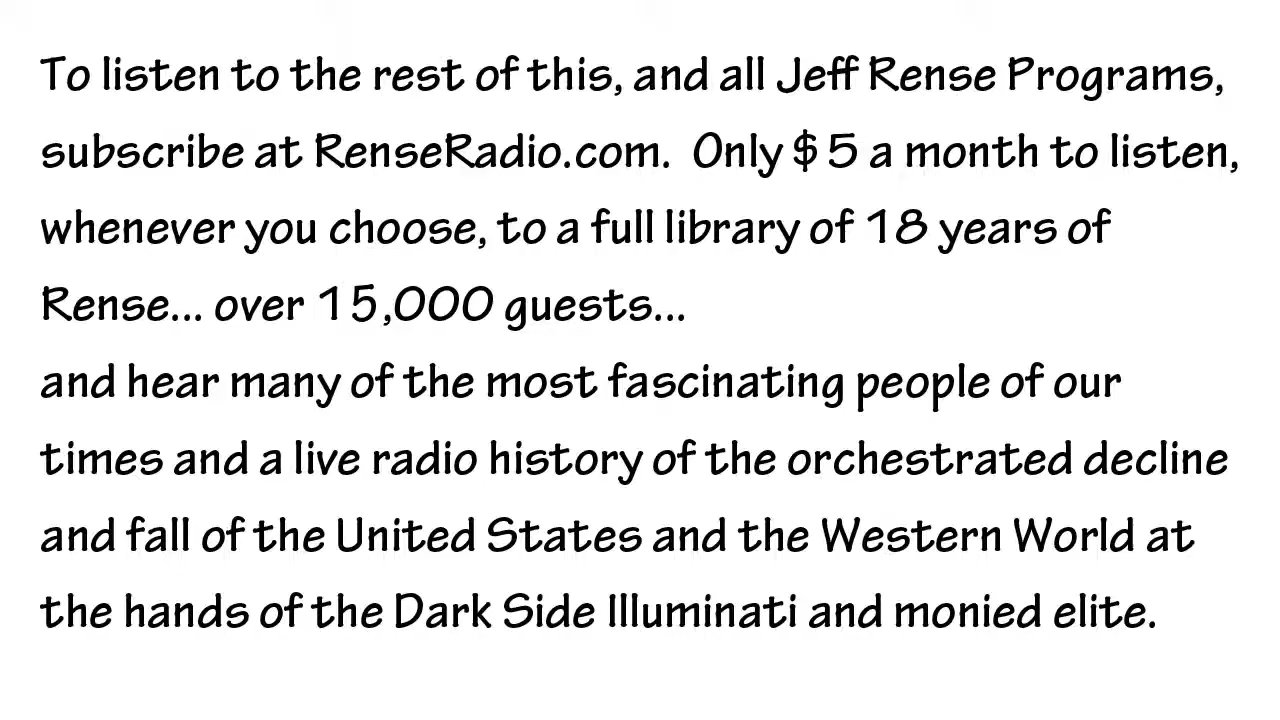 To listen to the rest of this, and all Jeff Rense Programs,
subscribe at RenseRadio.com.  Only $5 a month to listen,
whenever you choose, to a full library of 18 years of
Rense... over 15,000 guests...
and hear many of the most fascinating people of our
times and a live radio history of the orchestrated decline
and fall of the United States and the Western World at
the hands of the Dark Side Illuminati and monied elite.